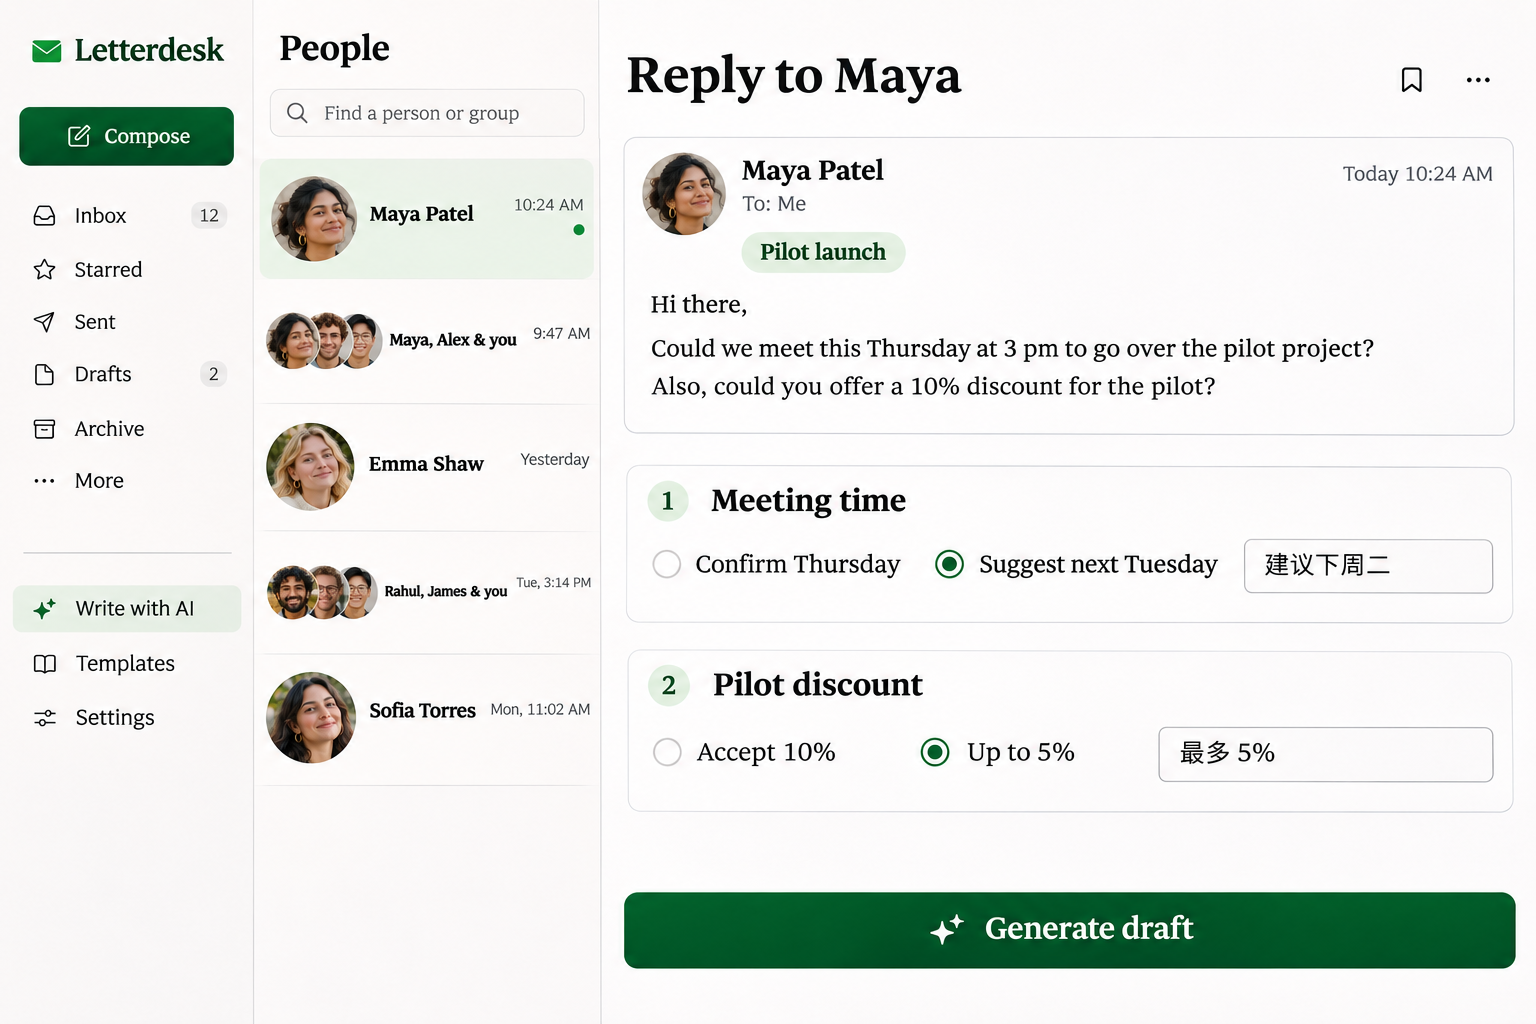 Letterdesk
Compose
Inbox 12
Starred
Sent
Drafts 2
Archive
More
Write with AI
Templates
Settings
People
Find a person or group
Maya Patel 10:24 AM
Maya, Alex & you 9:47 AM
Emma Shaw Yesterday
Rahul, James & you Tue, 3:14 PM
Sofia Torres Mon, 11:02 AM
Reply to Maya
Maya Patel Today 10:24 AM
To: Me
Pilot launch
Hi there,
Could we meet this Thursday at 3 pm to go over the pilot project?
Also, could you offer a 10% discount for the pilot?
1 Meeting time
Confirm Thursday Suggest next Tuesday 建议下周二
2 Pilot discount
Accept 10% Up to 5% 最多 5%
Generate draft